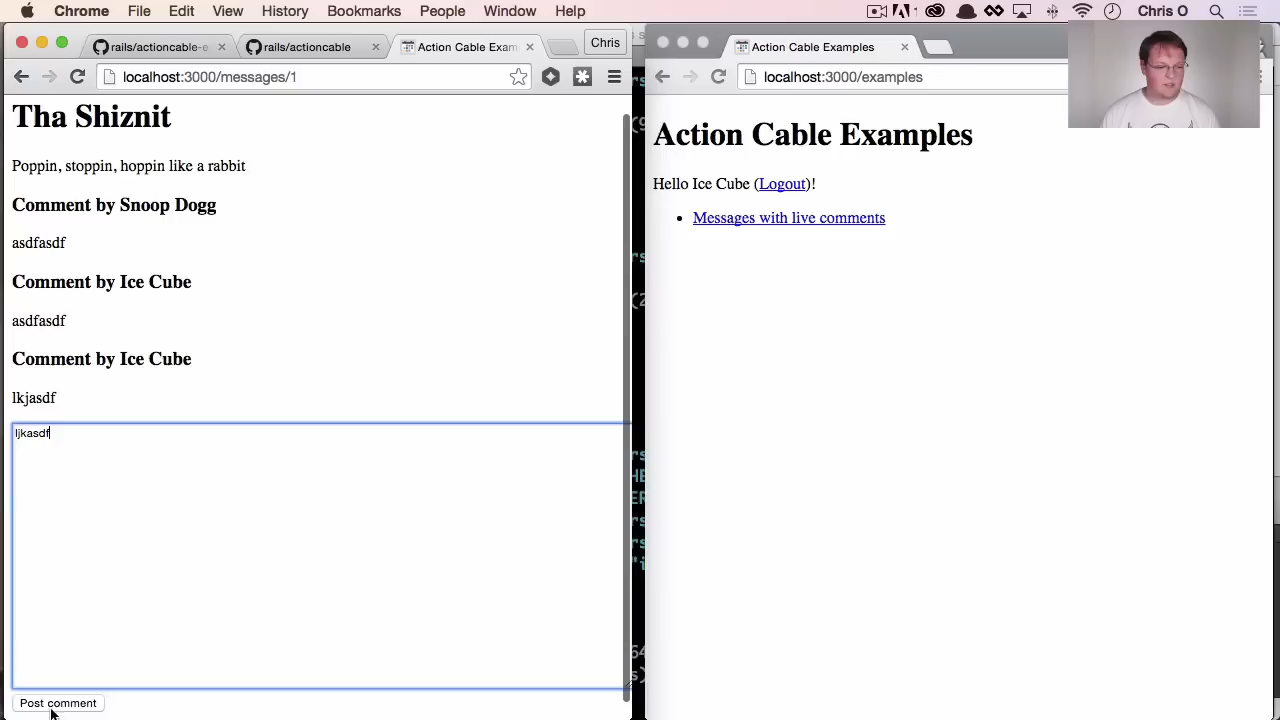 Chrome File Edit View History Bookmarks People Window Help Chris O
rails/actioncable-e
rails/actioncable
Action Cable Exam
Chris
localhost:3000/messages/1
Tha Shiznit
Poppin, stoppin, hoppin like a rabbit
Comment by Snoop Dogg
asdfasdf
Comment by Ice Cube
asdfasdf
Comment by Ice Cube
lkjasdf
ljkasdf
Post comment
Action Cable Examples
localhost:3000/examples
Action Cable Examples
Hello Ice Cube (Logout)!
Messages with live comments